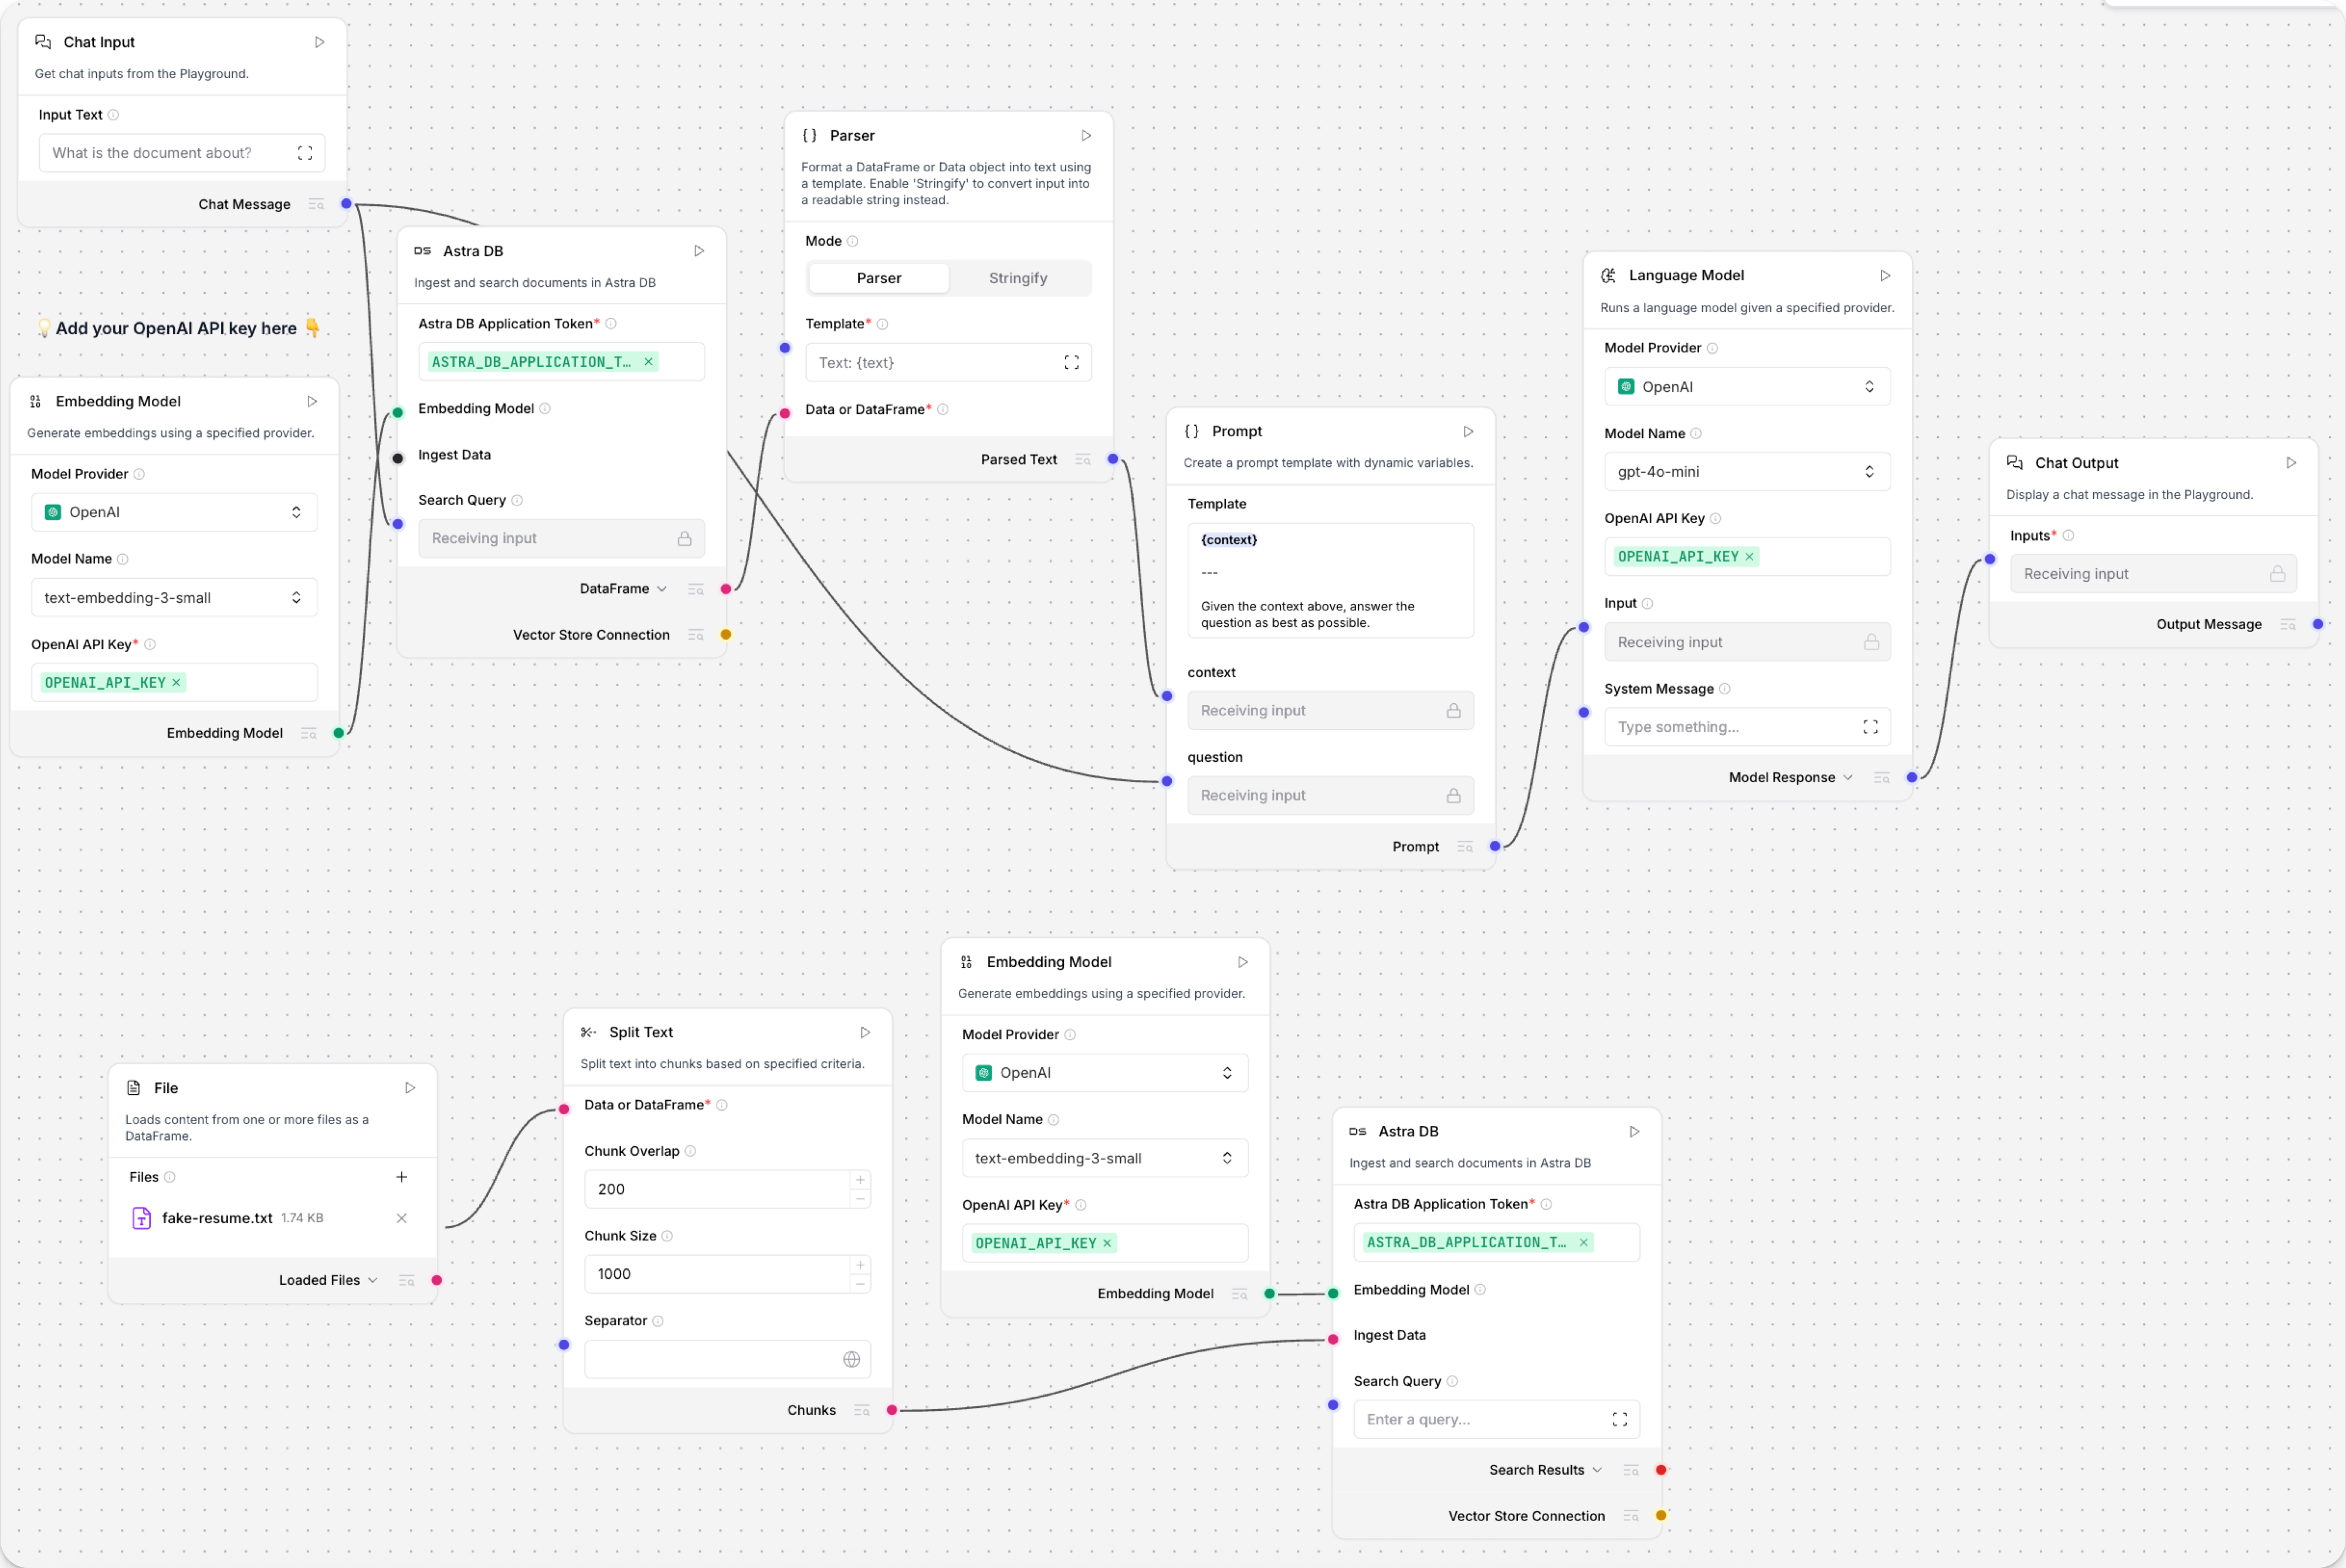 Chat Input
Get chat inputs from the Playground.
Input Text
What is the document about?
Chat Message
💡Add your OpenAI API key here 👇
Embedding Model
Generate embeddings using a specified provider.
Model Provider
OpenAI
Model Name
text-embedding-3-small
OpenAI API Key*
OPENAI_API_KEY ×
Embedding Model
DS Astra DB
Ingest and search documents in Astra DB
Astra DB Application Token*
ASTRA_DB_APPLICATION_T… ×
Embedding Model
Ingest Data
Search Query
Receiving input
DataFrame
Vector Store Connection
{} Parser
Format a DataFrame or Data object into text using
a template. Enable 'Stringify' to convert input into
a readable string instead.
Mode
Parser Stringify
Template*
Text: {text}
Data or DataFrame*
Parsed Text
{} Prompt
Create a prompt template with dynamic variables.
Template
{context}
---
Given the context above, answer the
question as best as possible.
context
Receiving input
question
Receiving input
Prompt
Language Model
Runs a language model given a specified provider.
Model Provider
OpenAI
Model Name
gpt-4o-mini
OpenAI API Key
OPENAI_API_KEY ×
Input
Receiving input
System Message
Type something...
Model Response
Chat Output
Display a chat message in the Playground.
Inputs*
Receiving input
Output Message
File
Loads content from one or more files as a
DataFrame.
Files +
fake-resume.txt 1.74 KB ×
Loaded Files
Split Text
Split text into chunks based on specified criteria.
Data or DataFrame*
Chunk Overlap
200
Chunk Size
1000
Separator
Chunks
Embedding Model
Generate embeddings using a specified provider.
Model Provider
OpenAI
Model Name
text-embedding-3-small
OpenAI API Key*
OPENAI_API_KEY ×
Embedding Model
DS Astra DB
Ingest and search documents in Astra DB
Astra DB Application Token*
ASTRA_DB_APPLICATION_T… ×
Embedding Model
Ingest Data
Search Query
Enter a query...
Search Results
Vector Store Connection